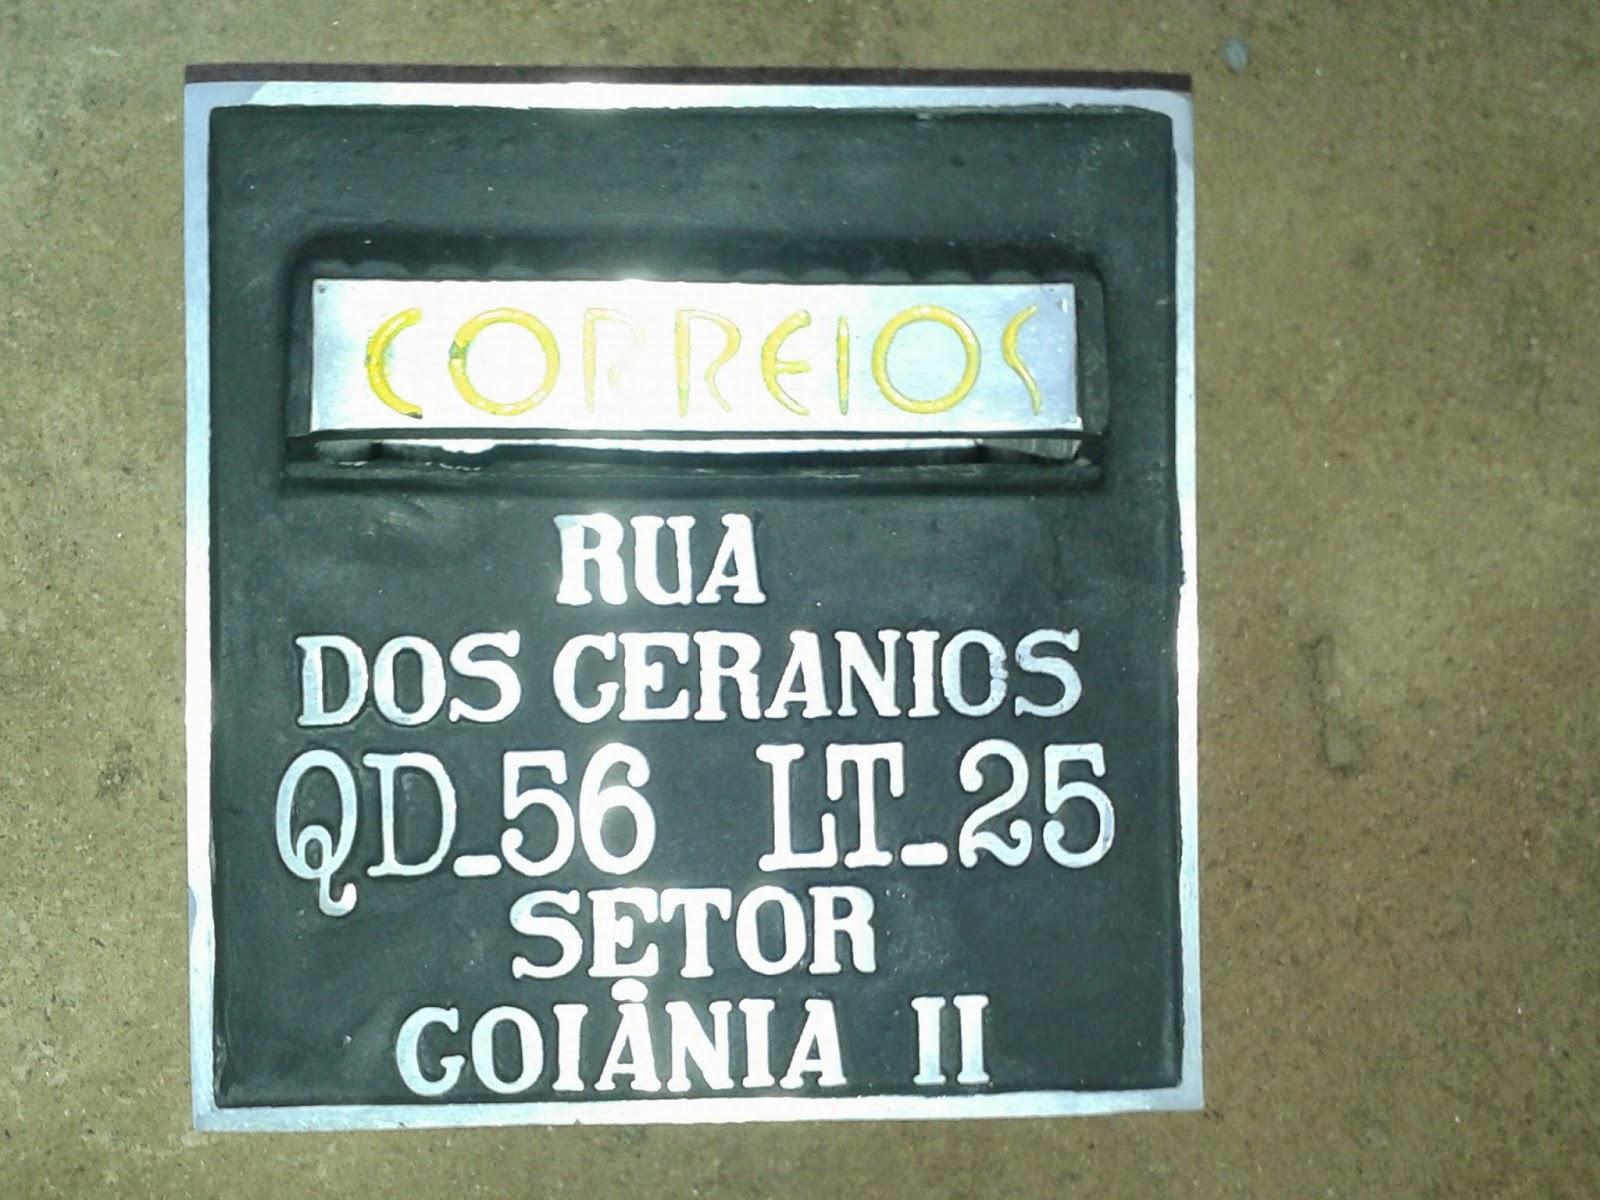 CORREIOS
RUA
DOS GERANIOS
QD_56 LT_25
SETOR
GOIÂNIA II